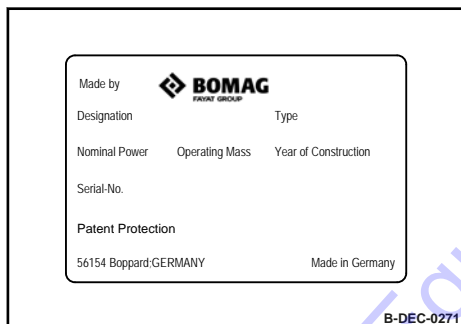 Made by BOMAG
FAYAT GROUP
Designation Type
Nominal Power Operating Mass Year of Construction
Serial-No.
Patent Protection
56154 Boppard;GERMANY Made in Germany
B-DEC-0271